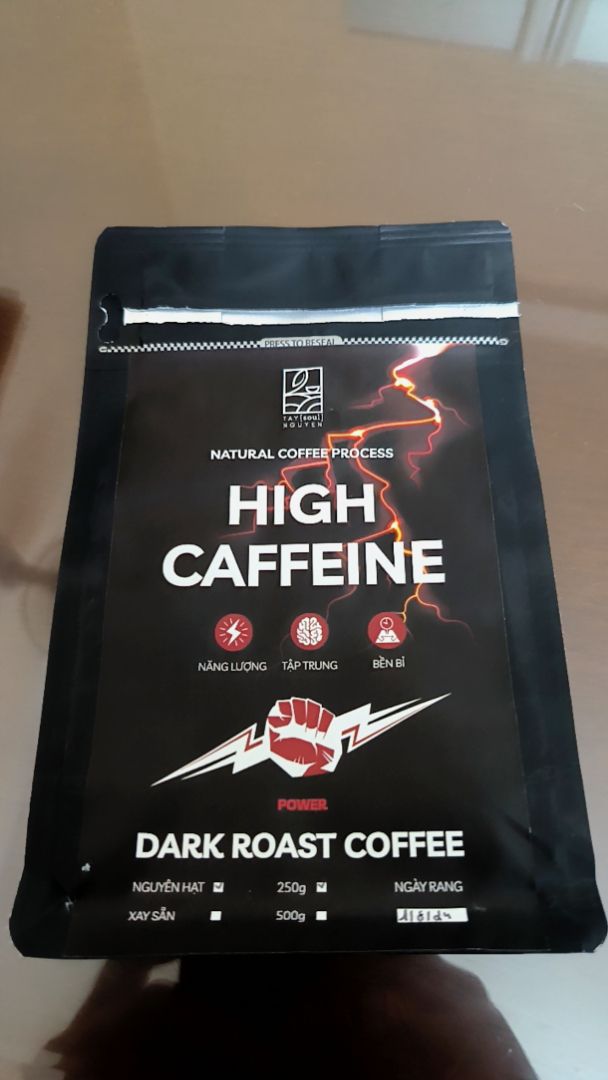 PRESS TO RESEAL
TAY [soul]
NGUYEN
NATURAL COFFEE PROCESS
HIGH
CAFFEINE
NĂNG LƯỢNG TẬP TRUNG BỀN BỈ
POWER
DARK ROAST COFFEE
NGUYÊN HẠT 250g NGÀY RANG
XAY SẴN 500g